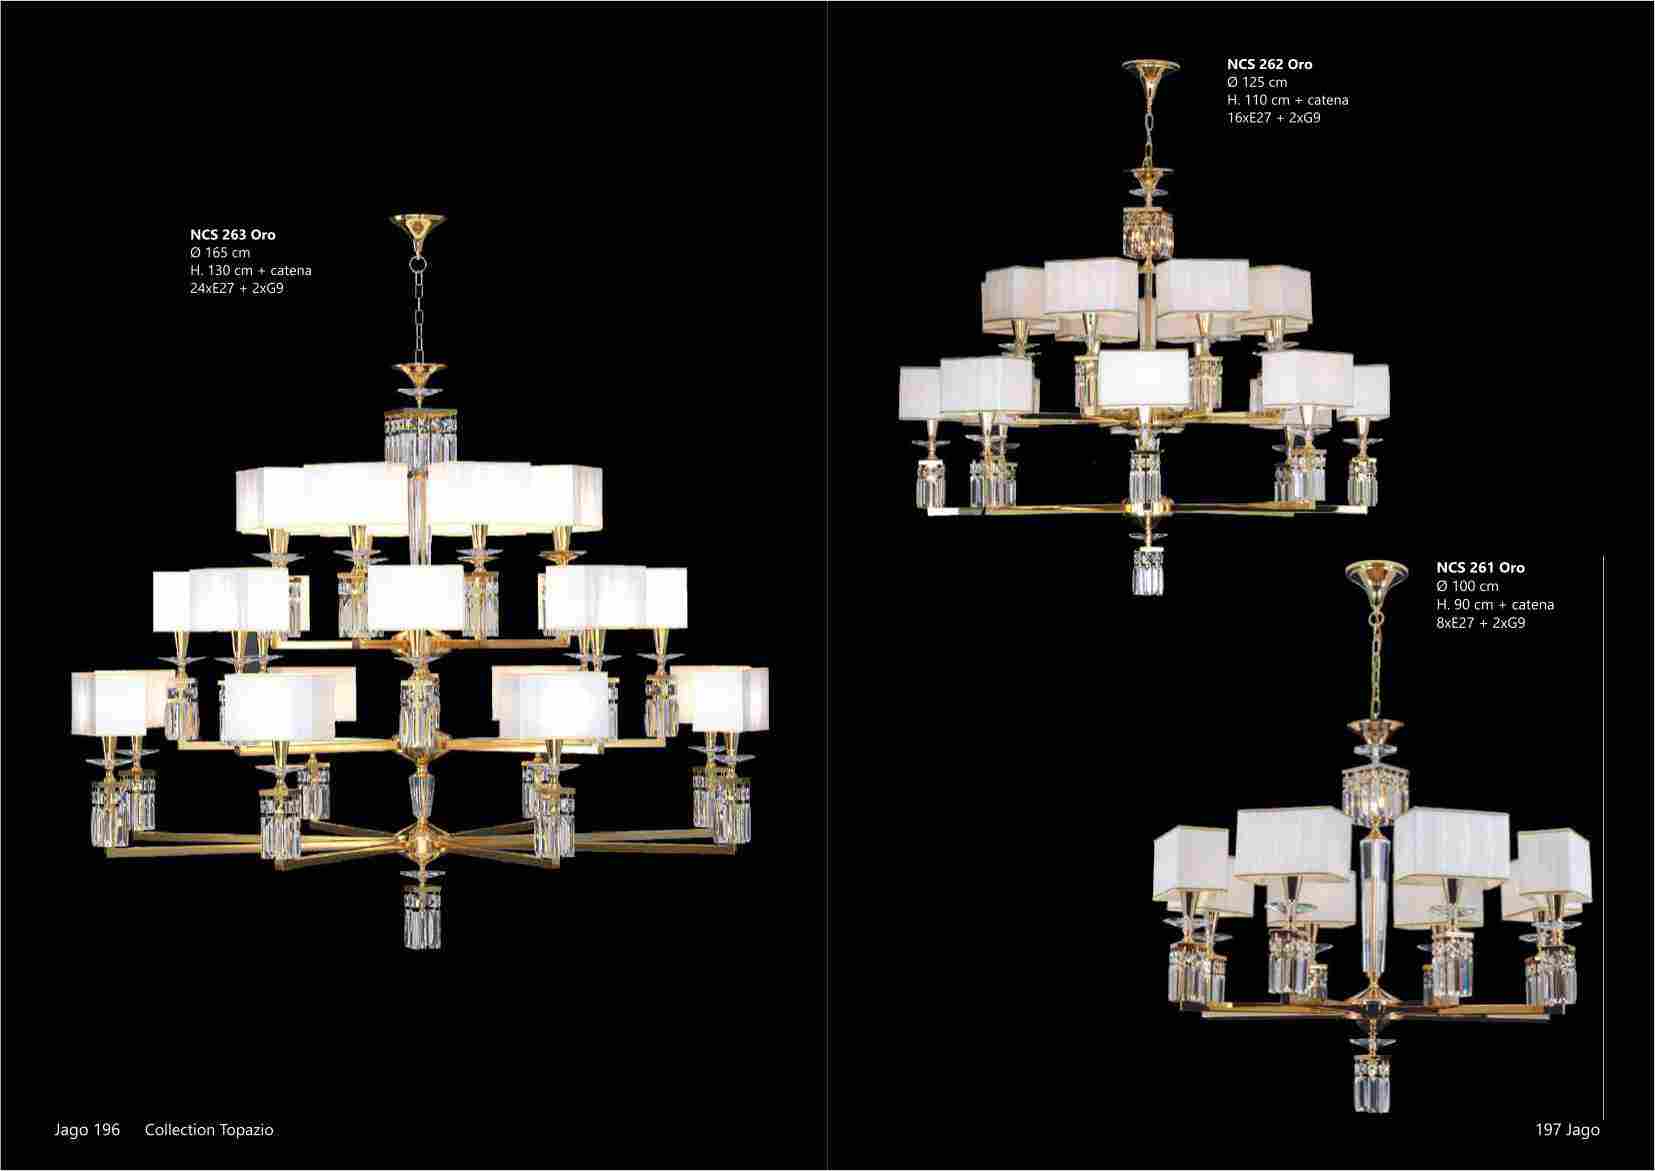 NCS 263 Oro
Ø 165 cm
H. 130 cm + catena
24xE27 + 2xG9
NCS 262 Oro
Ø 125 cm
H. 110 cm + catena
16xE27 + 2xG9
NCS 261 Oro
Ø 100 cm
H. 90 cm + catena
8xE27 + 2xG9
Jago 196 Collection Topazio
197 Jago